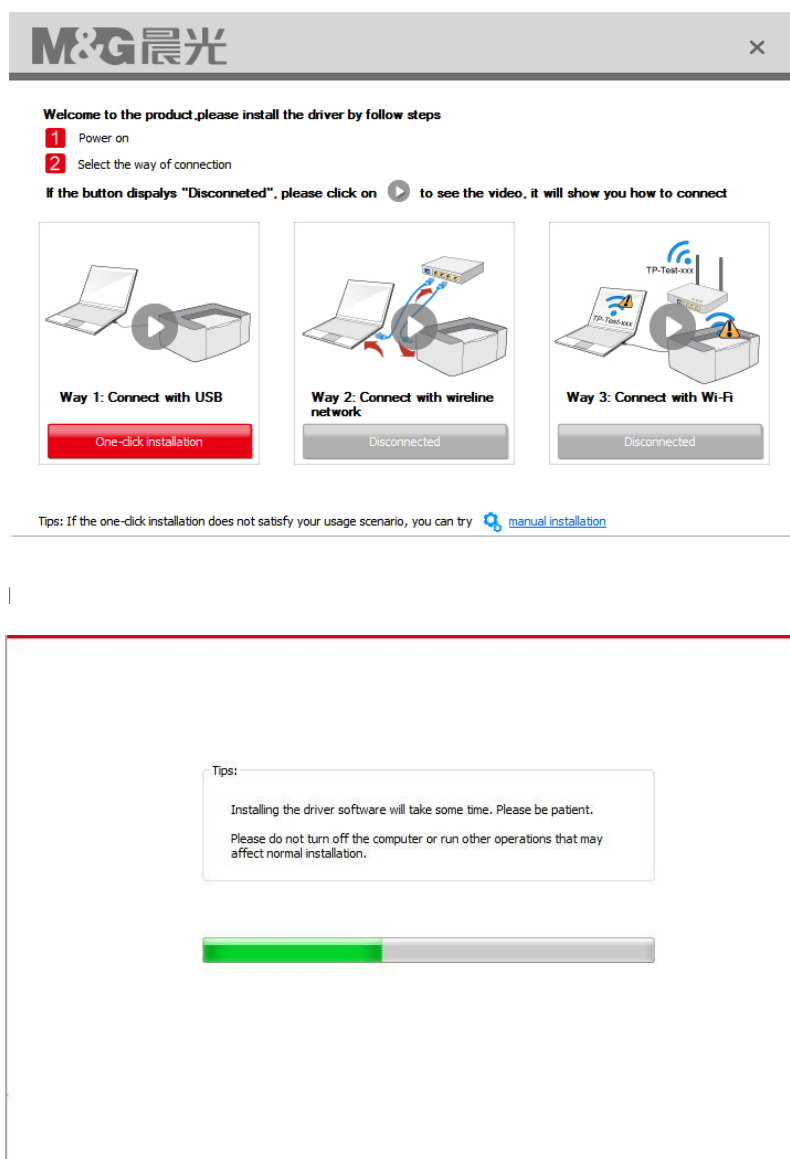 M&G晨光
Welcome to the product,please install the driver by follow steps
1 Power on
2 Select the way of connection
If the button dispalys "Disconneted", please click on to see the video, it will show you how to connect
TP-Test-xxx
TP-Test-xxx
Way 1: Connect with USB
Way 2: Connect with wireline
network
Way 3: Connect with Wi-Fi
One-click installation
Disconnected
Disconnected
Tips: If the one-click installation does not satisfy your usage scenario, you can try manual installation
Tips:
Installing the driver software will take some time. Please be patient.
Please do not turn off the computer or run other operations that may
affect normal installation.